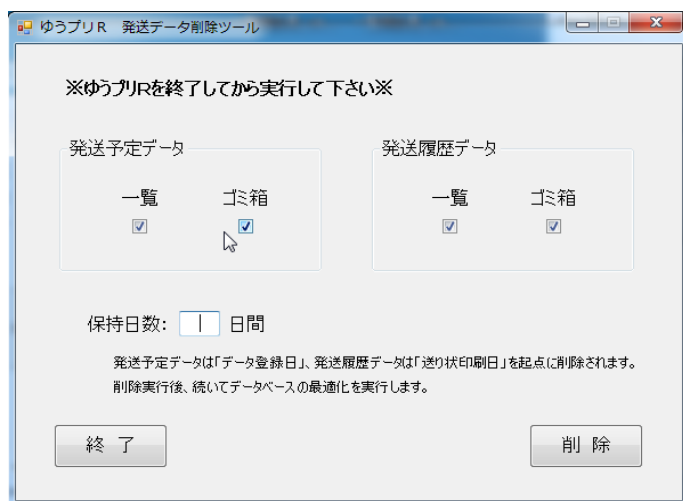 ゆうプリR 発送データ削除ツール
※ゆうプリRを終了してから実行して下さい※
発送予定データ 発送履歴データ
一覧 ゴミ箱 一覧 ゴミ箱
保持日数: 日間
発送予定データは「データ登録日」、発送履歴データは「送り状印刷日」を起点に削除されます。
削除実行後、続いてデータベースの最適化を実行します。
終 了 削 除